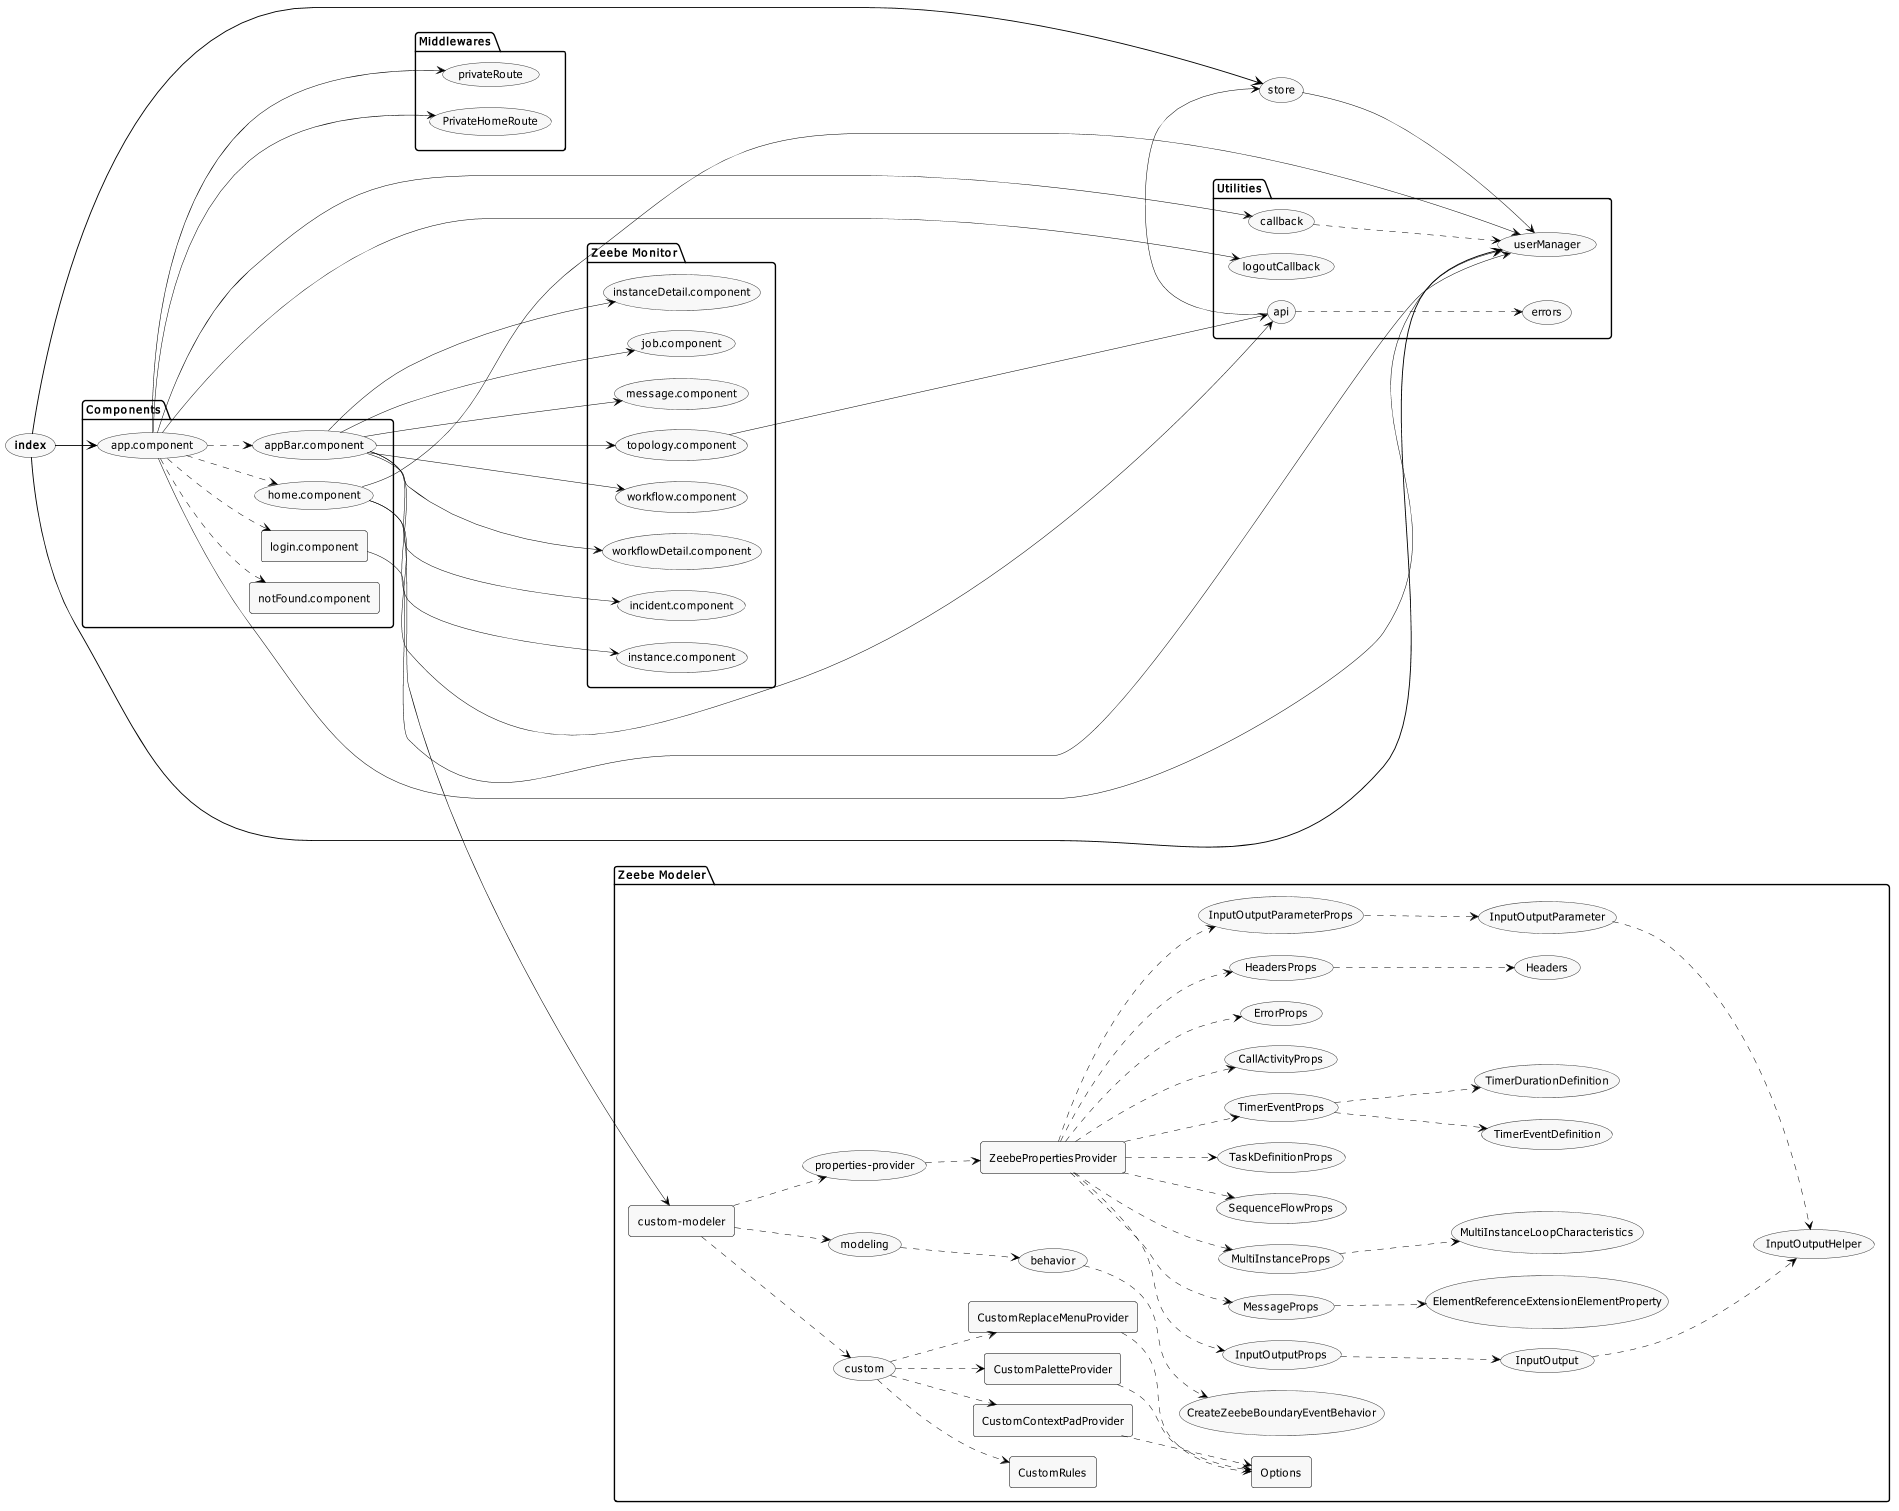 Middlewares
privateRoute
PrivateHomeRoute
store
Utilities
callback
userManager
logoutCallback
api
errors
Zeebe Monitor
instanceDetail.component
job.component
message.component
topology.component
workflow.component
workflowDetail.component
incident.component
instance.component
Components
index
app.component
appBar.component
home.component
login.component
notFound.component
Zeebe Modeler
InputOutputParameterProps
InputOutputParameter
HeadersProps
Headers
ErrorProps
CallActivityProps
TimerDurationDefinition
TimerEventProps
TimerEventDefinition
ZeebePropertiesProvider
TaskDefinitionProps
properties-provider
SequenceFlowProps
custom-modeler
MultiInstanceLoopCharacteristics
modeling
InputOutputHelper
MultiInstanceProps
behavior
MessageProps
ElementReferenceExtensionElementProperty
CustomReplaceMenuProvider
InputOutputProps
InputOutput
custom
CustomPaletteProvider
CreateZeebeBoundaryEventBehavior
CustomContextPadProvider
CustomRules
Options